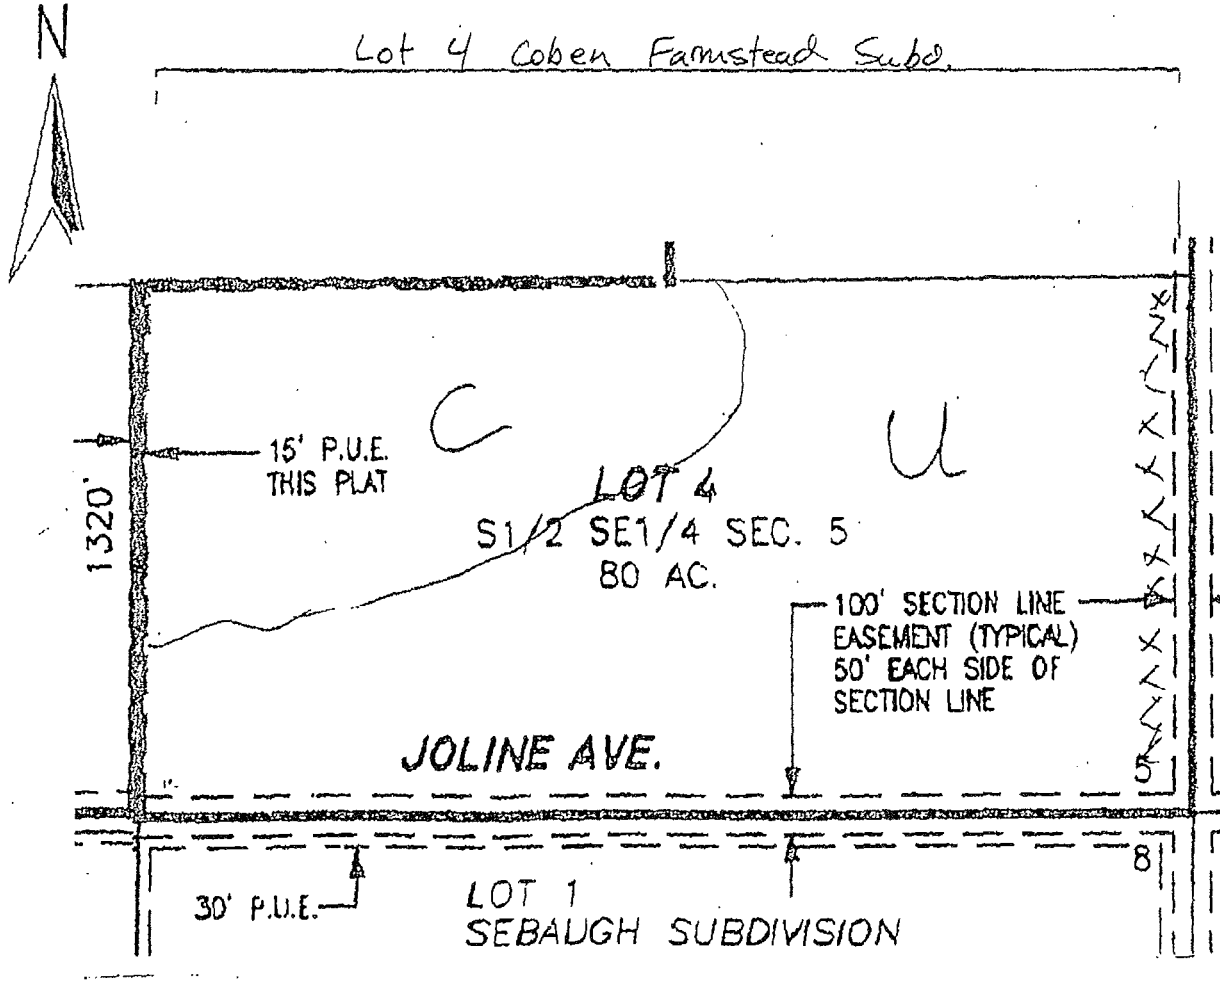 N
Lot 4 Coben Farmstead Subd.
C
U
15' P.U.E.
THIS PLAT
1320'
LOT 4
S1/2 SE1/4 SEC. 5
80 AC.
100' SECTION LINE
EASEMENT (TYPICAL)
50' EACH SIDE OF
SECTION LINE
JOLINE AVE.
5
8
30' P.U.E.
LOT 1
SEBAUGH SUBDIVISION